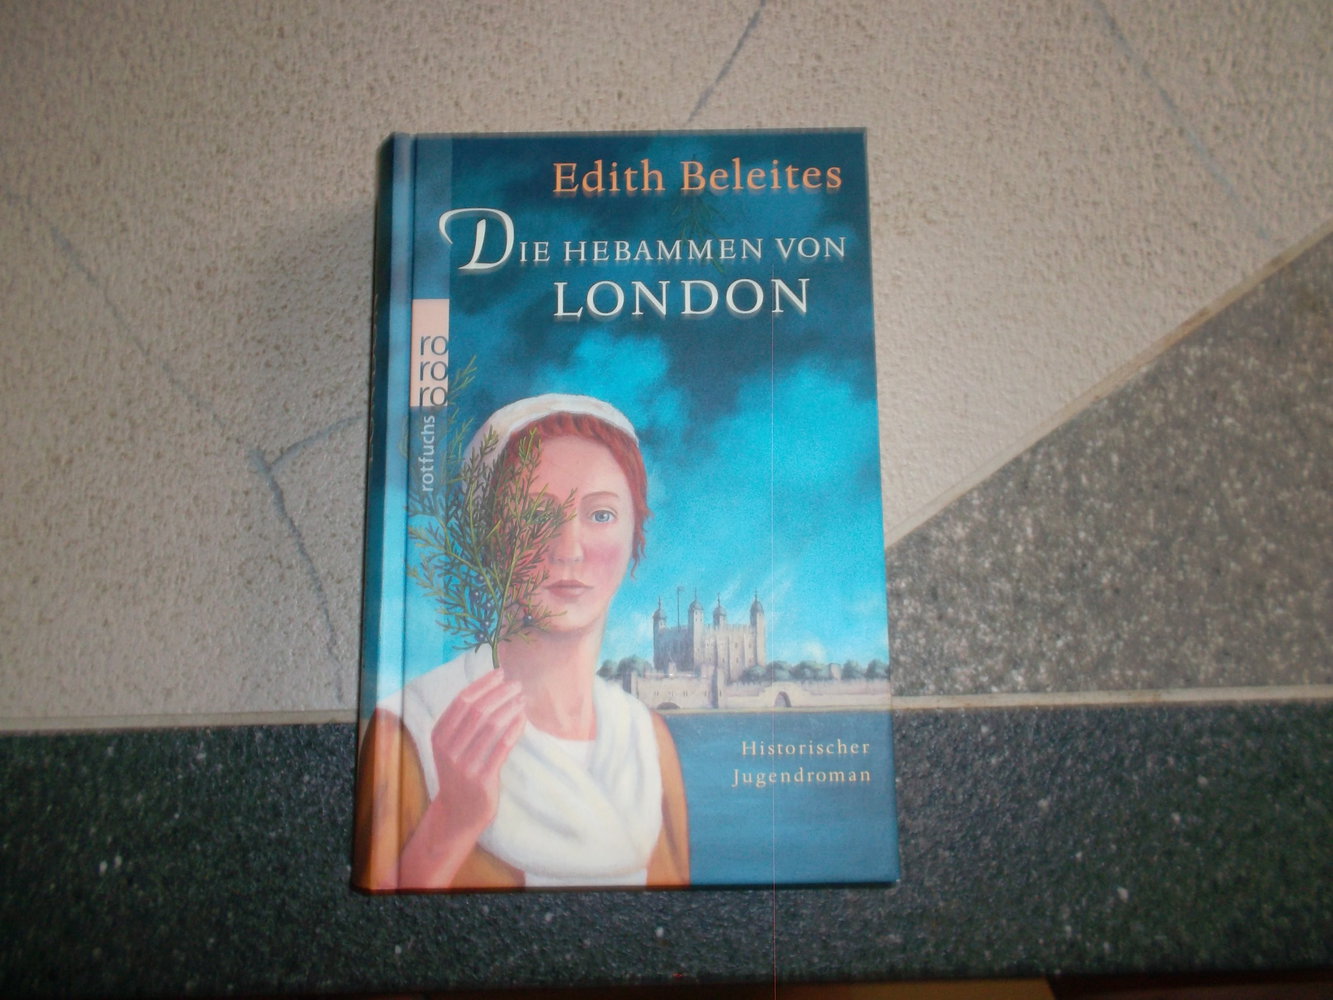 Edith Beleites
DIE HEBAMMEN VON
LONDON
ro
ro
ro
rotfuchs
Historischer
Jugendroman